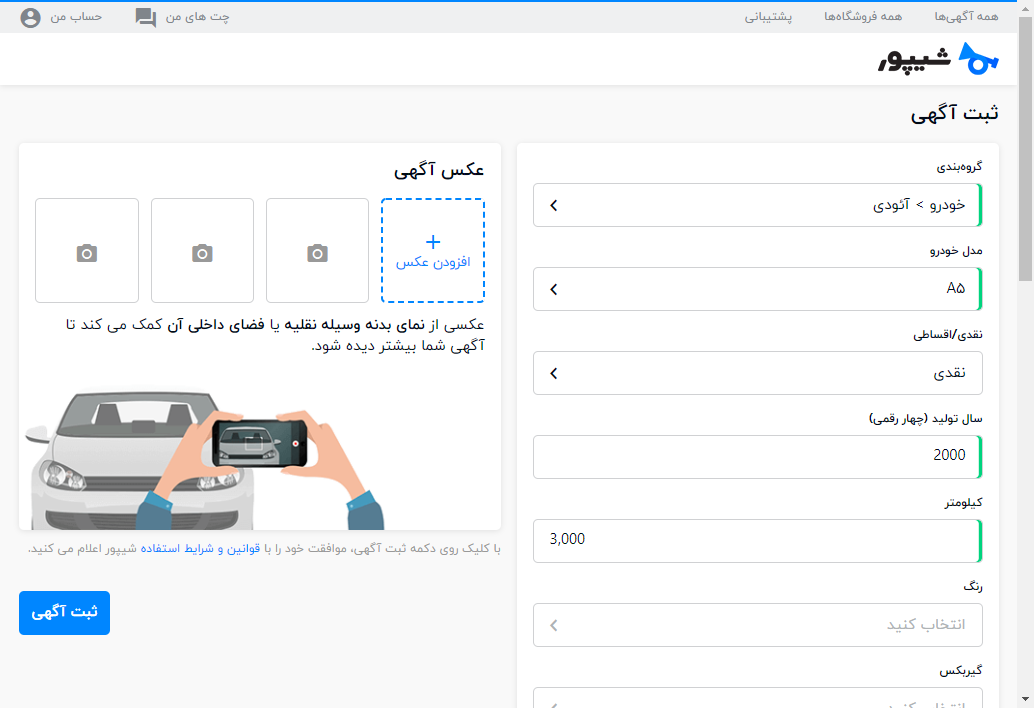 همه آگهی‌ها
همه فروشگاه‌ها
پشتیبانی
چت های من
حساب من
شیپور
ثبت آگهی
گروه‌بندی
خودرو > آئودی
مدل خودرو
A۵
نقدی/اقساطی
نقدی
سال تولید (چهار رقمی)
2000
کیلومتر
3,000
رنگ
انتخاب کنید
گیربکس
انتخاب کنید
عکس آگهی
+
افزودن عکس
عکسی از نمای بدنه وسیله نقلیه یا فضای داخلی آن کمک می کند تا
آگهی شما بیشتر دیده شود.
با کلیک روی دکمه ثبت آگهی، موافقت خود را با قوانین و شرایط استفاده شیپور اعلام می کنید.
ثبت آگهی